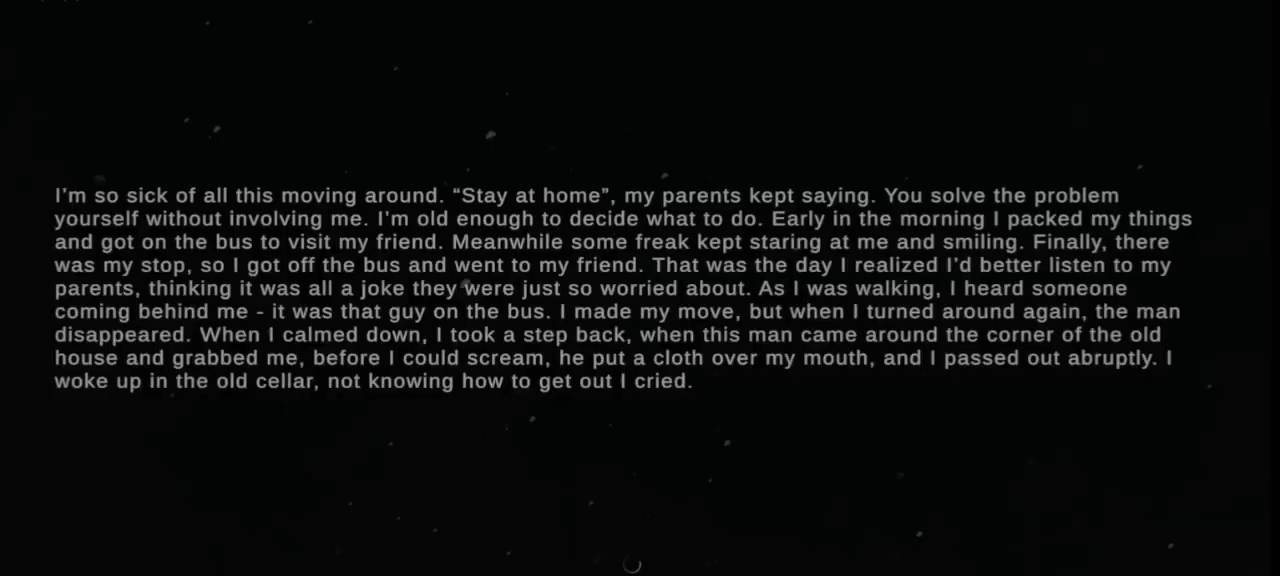 I’m so sick of all this moving around. “Stay at home”, my parents kept saying. You solve the problem
yourself without involving me. I’m old enough to decide what to do. Early in the morning I packed my things
and got on the bus to visit my friend. Meanwhile some freak kept staring at me and smiling. Finally, there
was my stop, so I got off the bus and went to my friend. That was the day I realized I’d better listen to my
parents, thinking it was all a joke they were just so worried about. As I was walking, I heard someone
coming behind me - it was that guy on the bus. I made my move, but when I turned around again, the man
disappeared. When I calmed down, I took a step back, when this man came around the corner of the old
house and grabbed me, before I could scream, he put a cloth over my mouth, and I passed out abruptly. I
woke up in the old cellar, not knowing how to get out I cried.